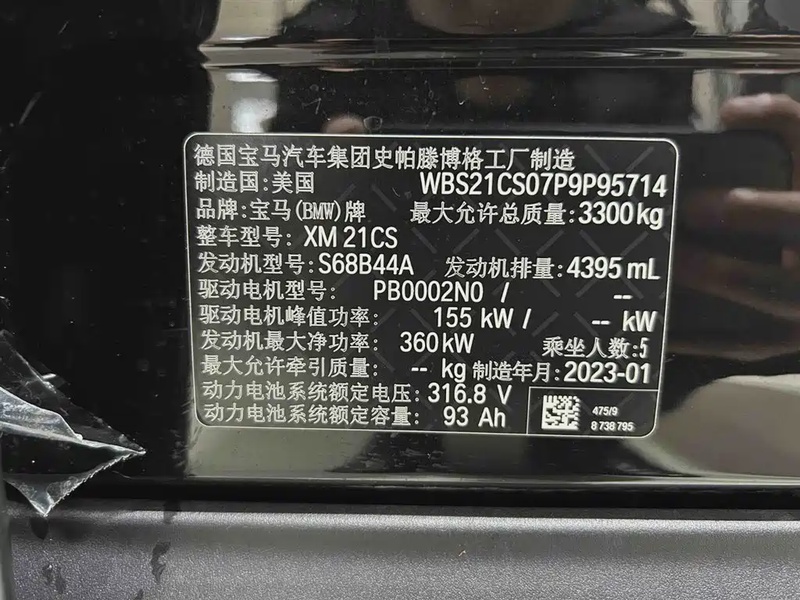 德国宝马汽车集团史帕滕博格工厂制造
制造国:美国 WBS21CS07P9P95714
品牌:宝马(BMW)牌 最大允许总质量:3300kg
整车型号: XM 21CS
发动机型号:S68B44A 发动机排量:4395 mL
驱动电机型号: PB0002N0 / --
驱动电机峰值功率: 155 kW / -- kW
发动机最大净功率: 360kW 乘坐人数:5
最大允许牵引质量: -- kg 制造年月:2023-01
动力电池系统额定电压:316.8 V
动力电池系统额定容量: 93 Ah
475/9
8 738 795